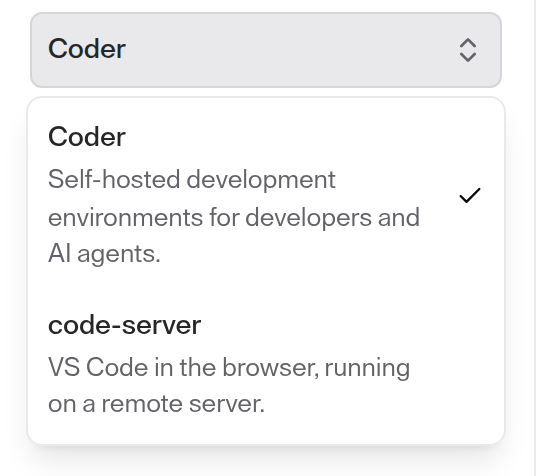 Coder
Coder
Self-hosted development
environments for developers and
AI agents.
code-server
VS Code in the browser, running
on a remote server.